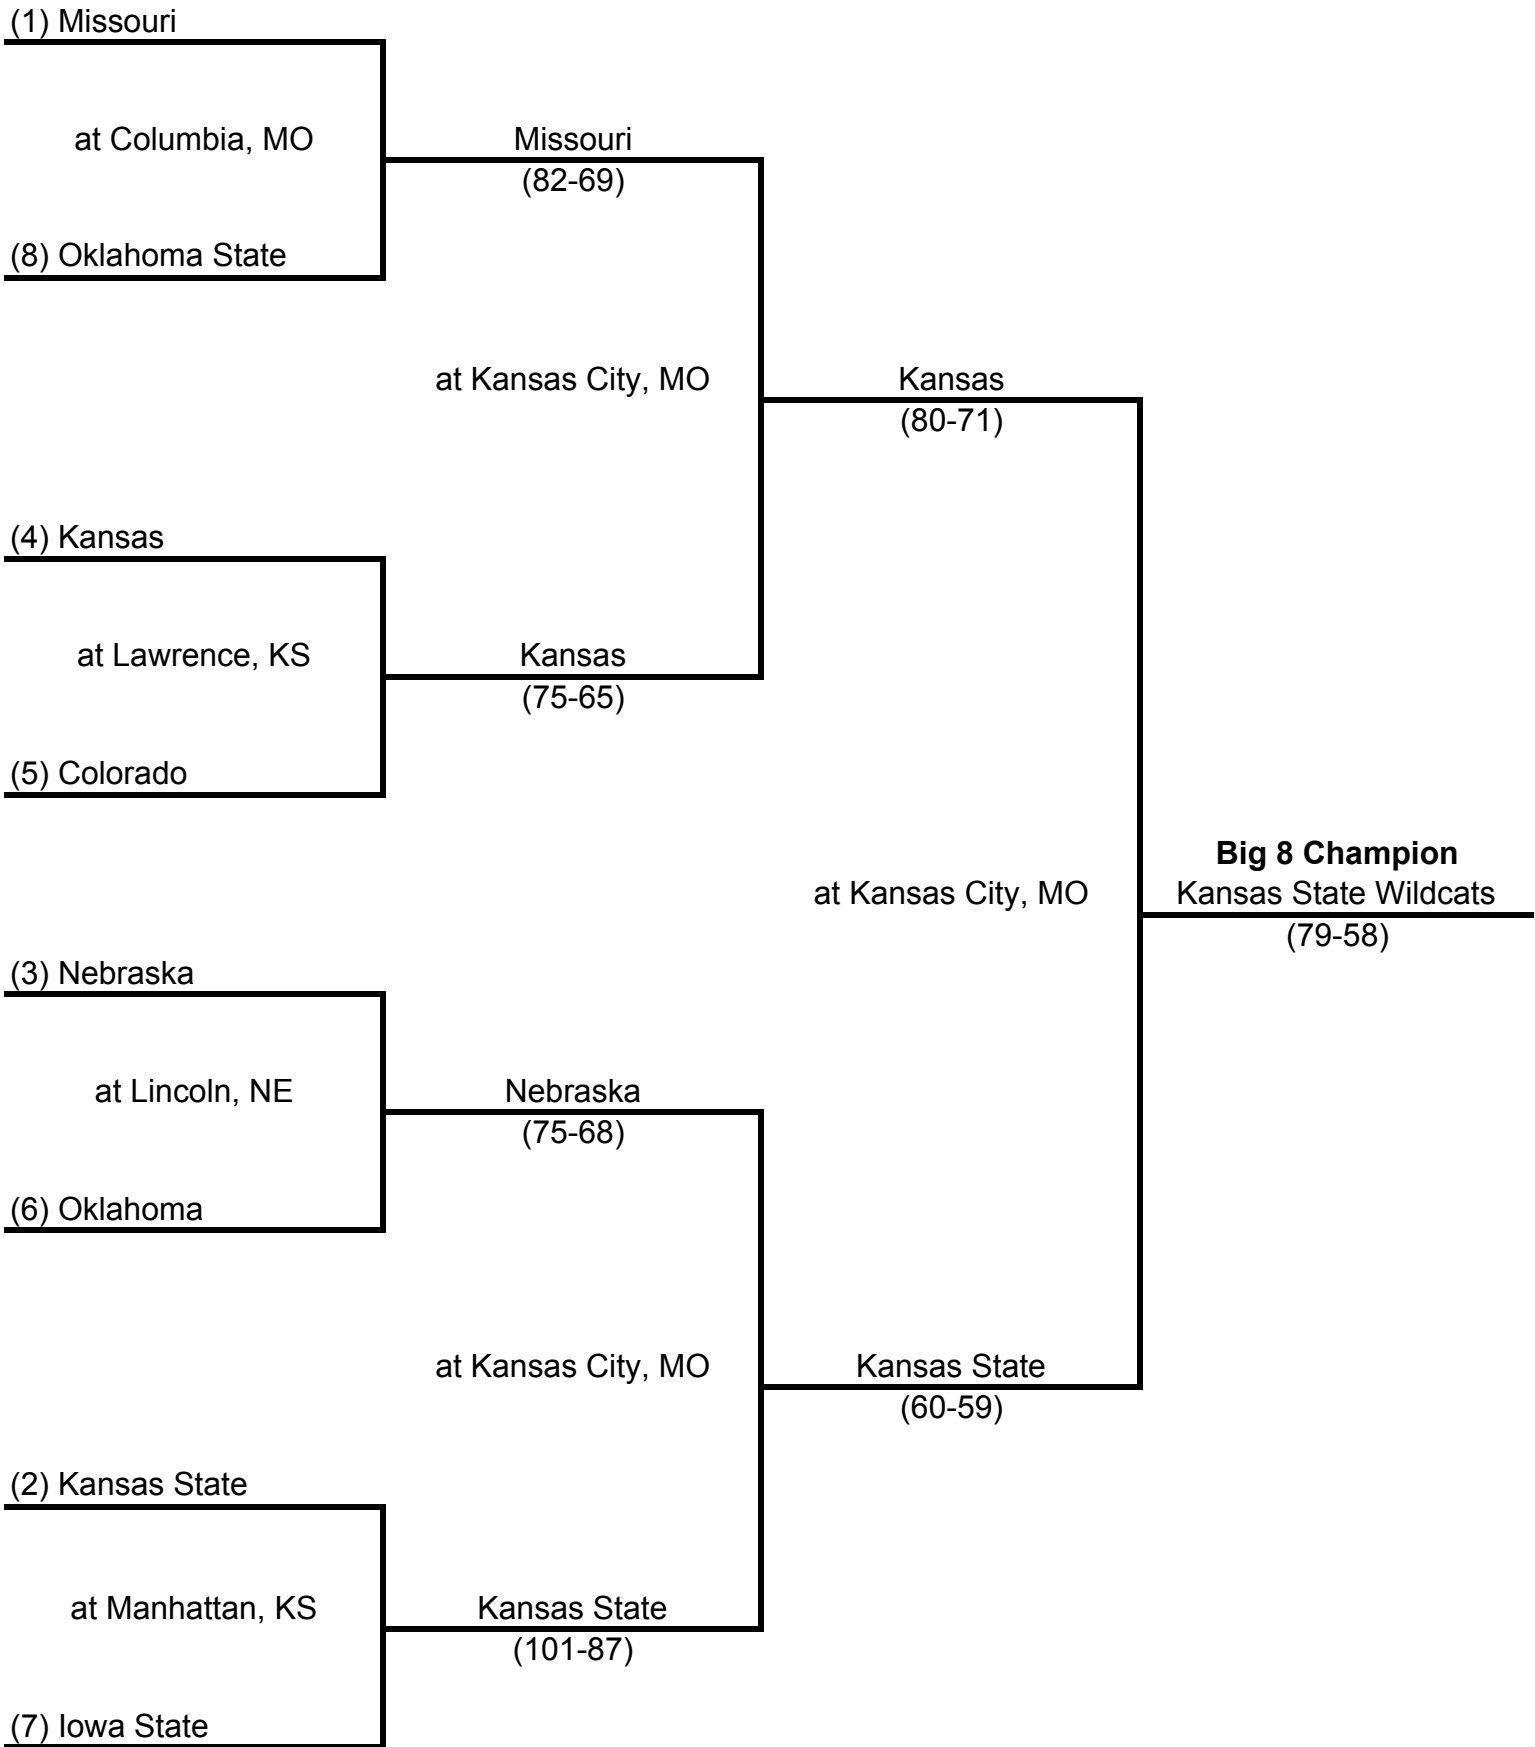 (1) Missouri
at Columbia, MO
(8) Oklahoma State
Missouri
(82-69)
at Kansas City, MO
(4) Kansas
at Lawrence, KS
(5) Colorado
Kansas
(75-65)
Kansas
(80-71)
at Kansas City, MO
(3) Nebraska
at Lincoln, NE
(6) Oklahoma
Nebraska
(75-68)
at Kansas City, MO
(2) Kansas State
at Manhattan, KS
(7) Iowa State
Kansas State
(101-87)
Kansas State
(60-59)
Big 8 Champion
Kansas State Wildcats
(79-58)